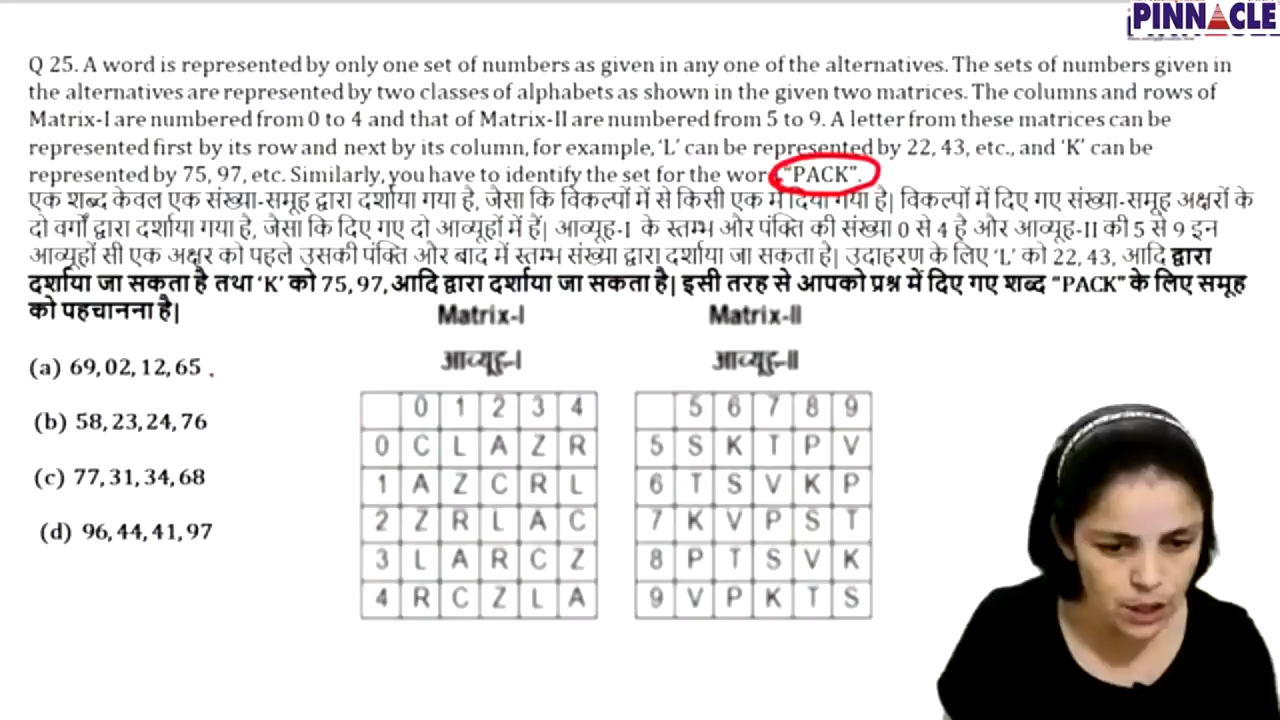 PINNACLE
Q 25. A word is represented by only one set of numbers as given in any one of the alternatives. The sets of numbers given in
the alternatives are represented by two classes of alphabets as shown in the given two matrices. The columns and rows of
Matrix-I are numbered from 0 to 4 and that of Matrix-II are numbered from 5 to 9. A letter from these matrices can be
represented first by its row and next by its column, for example, 'L' can be represented by 22, 43, etc., and 'K' can be
represented by 75, 97, etc. Similarly, you have to identify the set for the word "PACK".
एक शब्द केवल एक संख्या-समूह द्वारा दर्शाया गया है, जैसा कि विकल्पों में से किसी एक में दिया गया है| विकल्पों में दिए गए संख्या-समूह अक्षरों के
दो वर्गों द्वारा दर्शाया गया है, जैसा कि दिए गए दो आव्यूहों में हैं| आव्यूह-I के स्तम्भ और पंक्ति की संख्या 0 से 4 है और आव्यूह-II की 5 से 9 इन
आव्यूहों सी एक अक्षर को पहले उसकी पंक्ति और बाद में स्तम्भ संख्या द्वारा दर्शाया जा सकता है| उदाहरण के लिए 'L' को 22, 43, आदि द्वारा
दर्शाया जा सकता है तथा 'K' को 75, 97, आदि द्वारा दर्शाया जा सकता है| इसी तरह से आपको प्रश्न में दिए गए शब्द "PACK" के लिए समूह
को पहचानना है|
Matrix-I Matrix-II
आव्यूह-I आव्यूह-II
(a) 69, 02, 12, 65 .
(b) 58, 23, 24, 76
(c) 77, 31, 34, 68
(d) 96, 44, 41, 97
0 1 2 3 4
0 C L A Z R
1 A Z C R L
2 Z R L A C
3 L A R C Z
4 R C Z L A
5 6 7 8 9
5 S K T P V
6 T S V K P
7 K V P S T
8 P T S V K
9 V P K T S